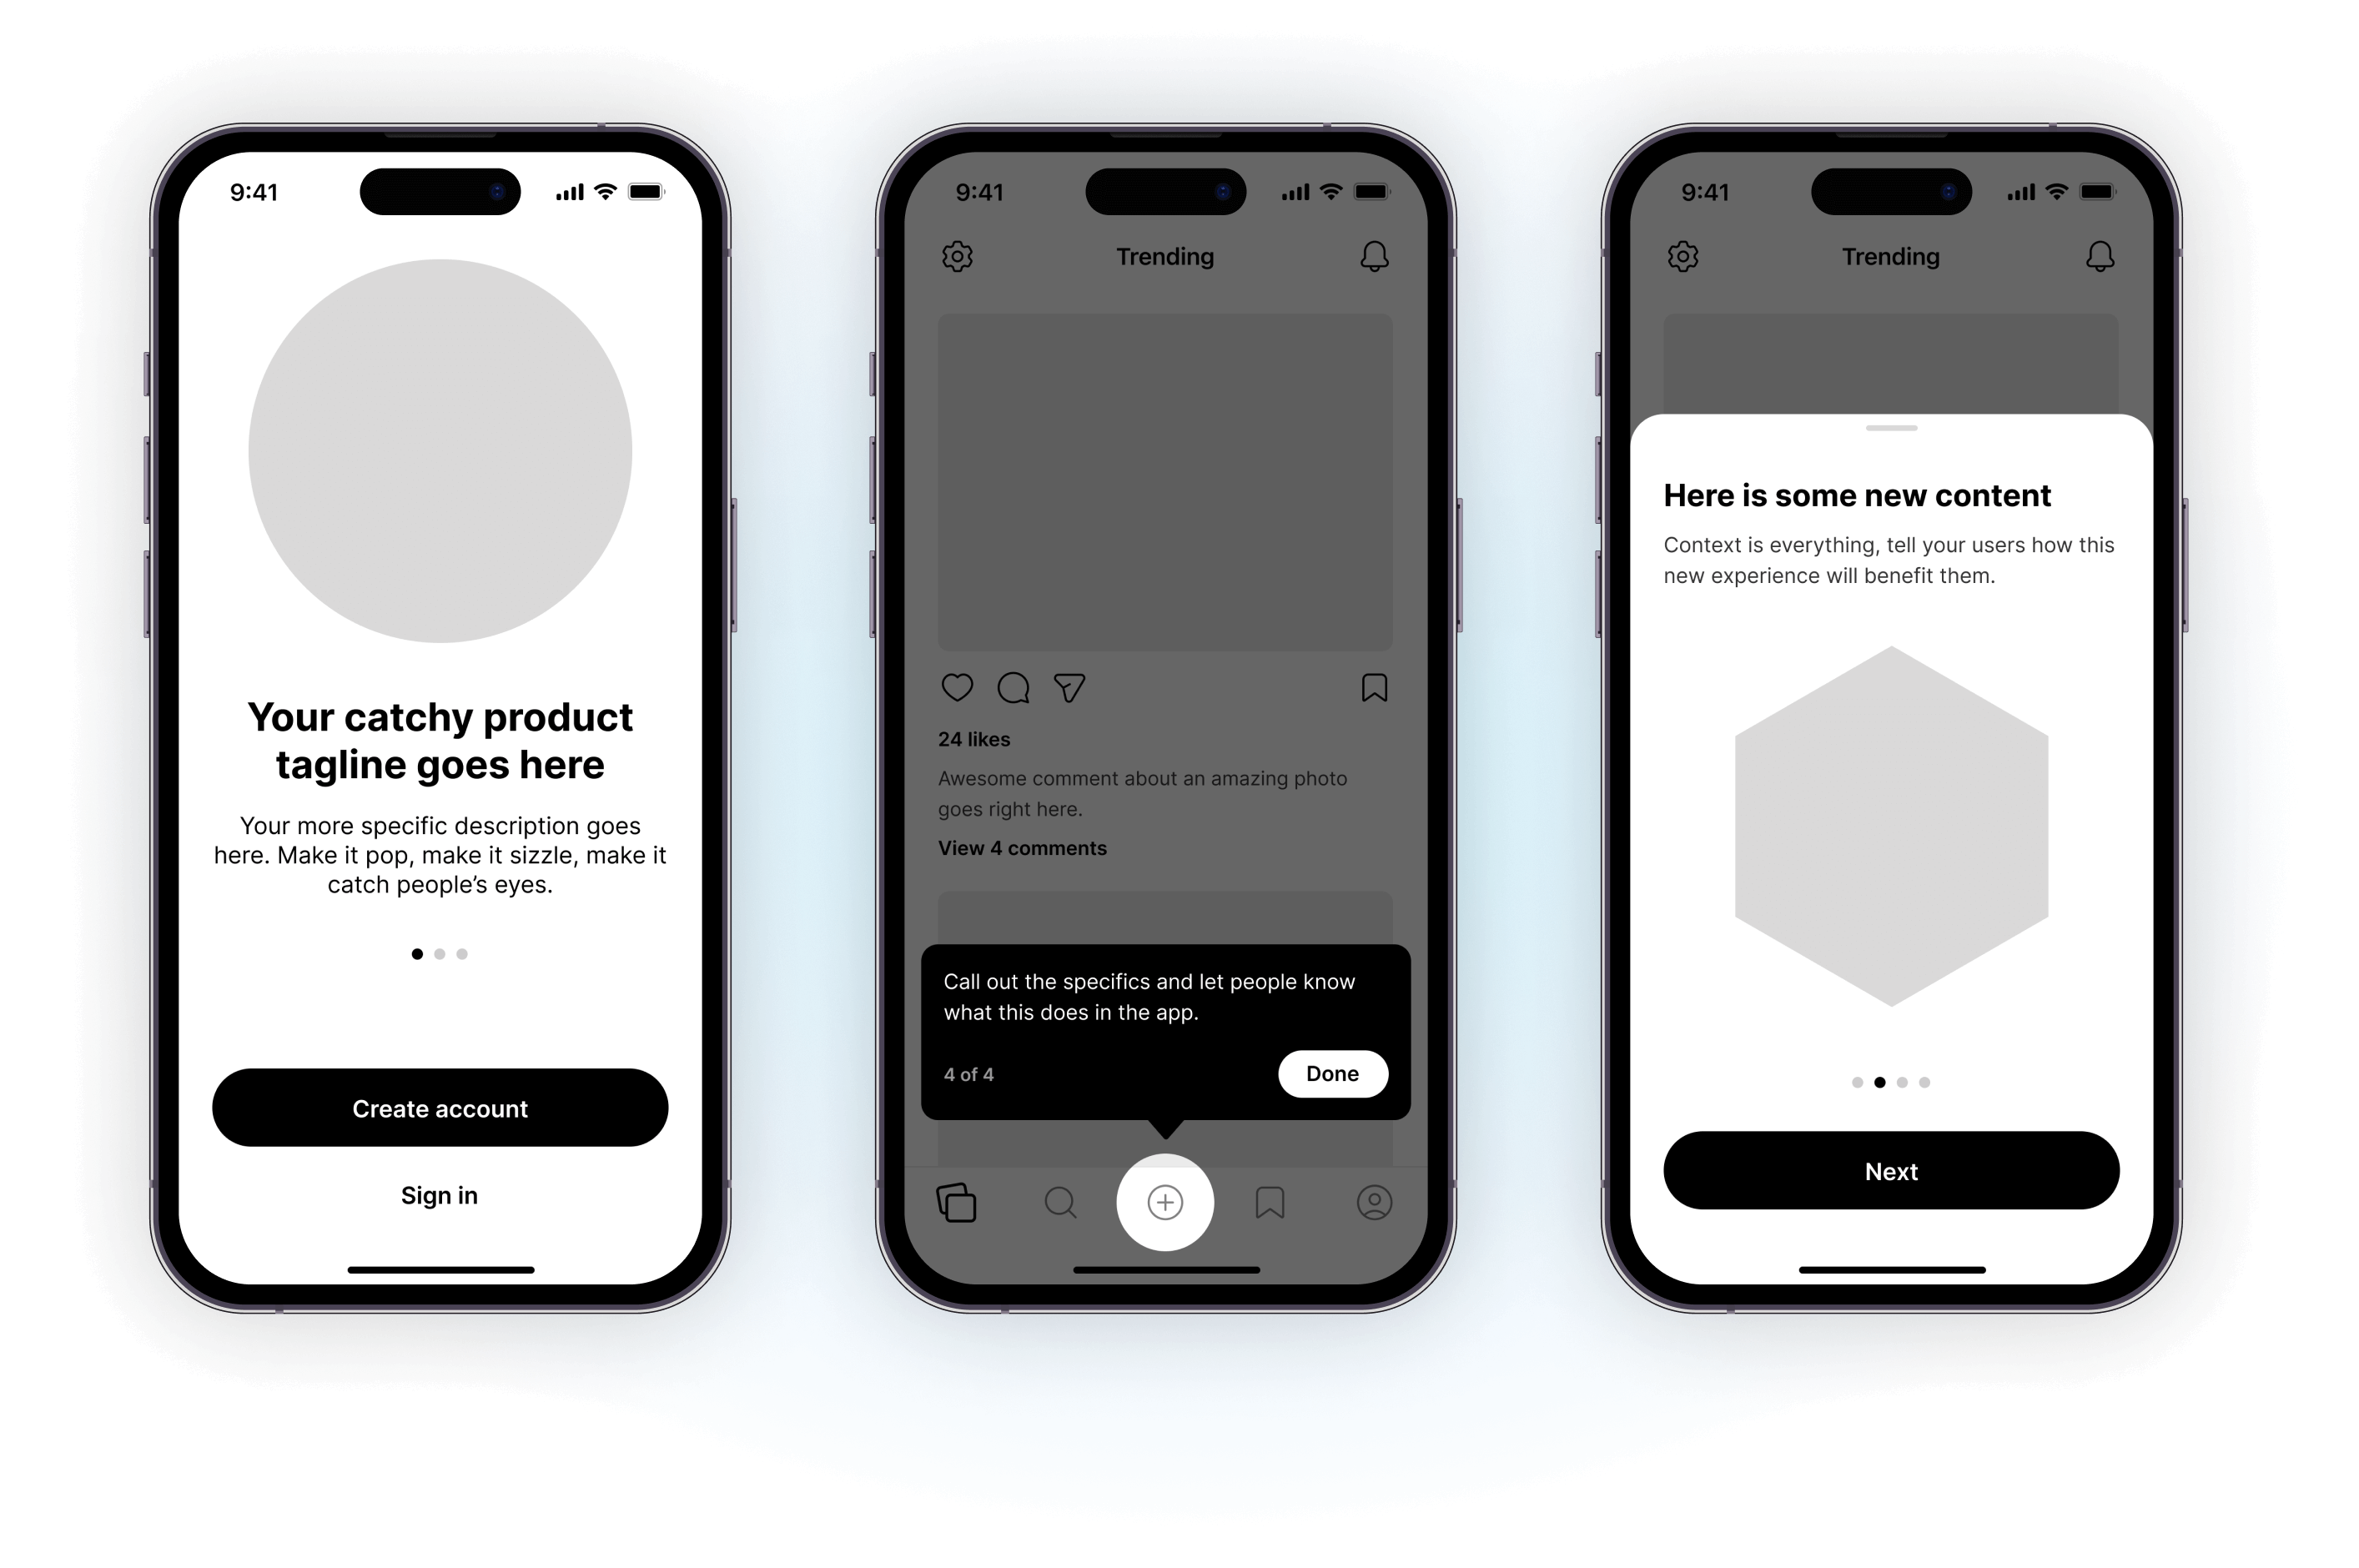 9:41
Your catchy product
tagline goes here
Your more specific description goes
here. Make it pop, make it sizzle, make it
catch people’s eyes.
Create account
Sign in
9:41
Trending
24 likes
Awesome comment about an amazing photo
goes right here.
View 4 comments
Call out the specifics and let people know
what this does in the app.
4 of 4
Done
9:41
Trending
Here is some new content
Context is everything, tell your users how this
new experience will benefit them.
Next